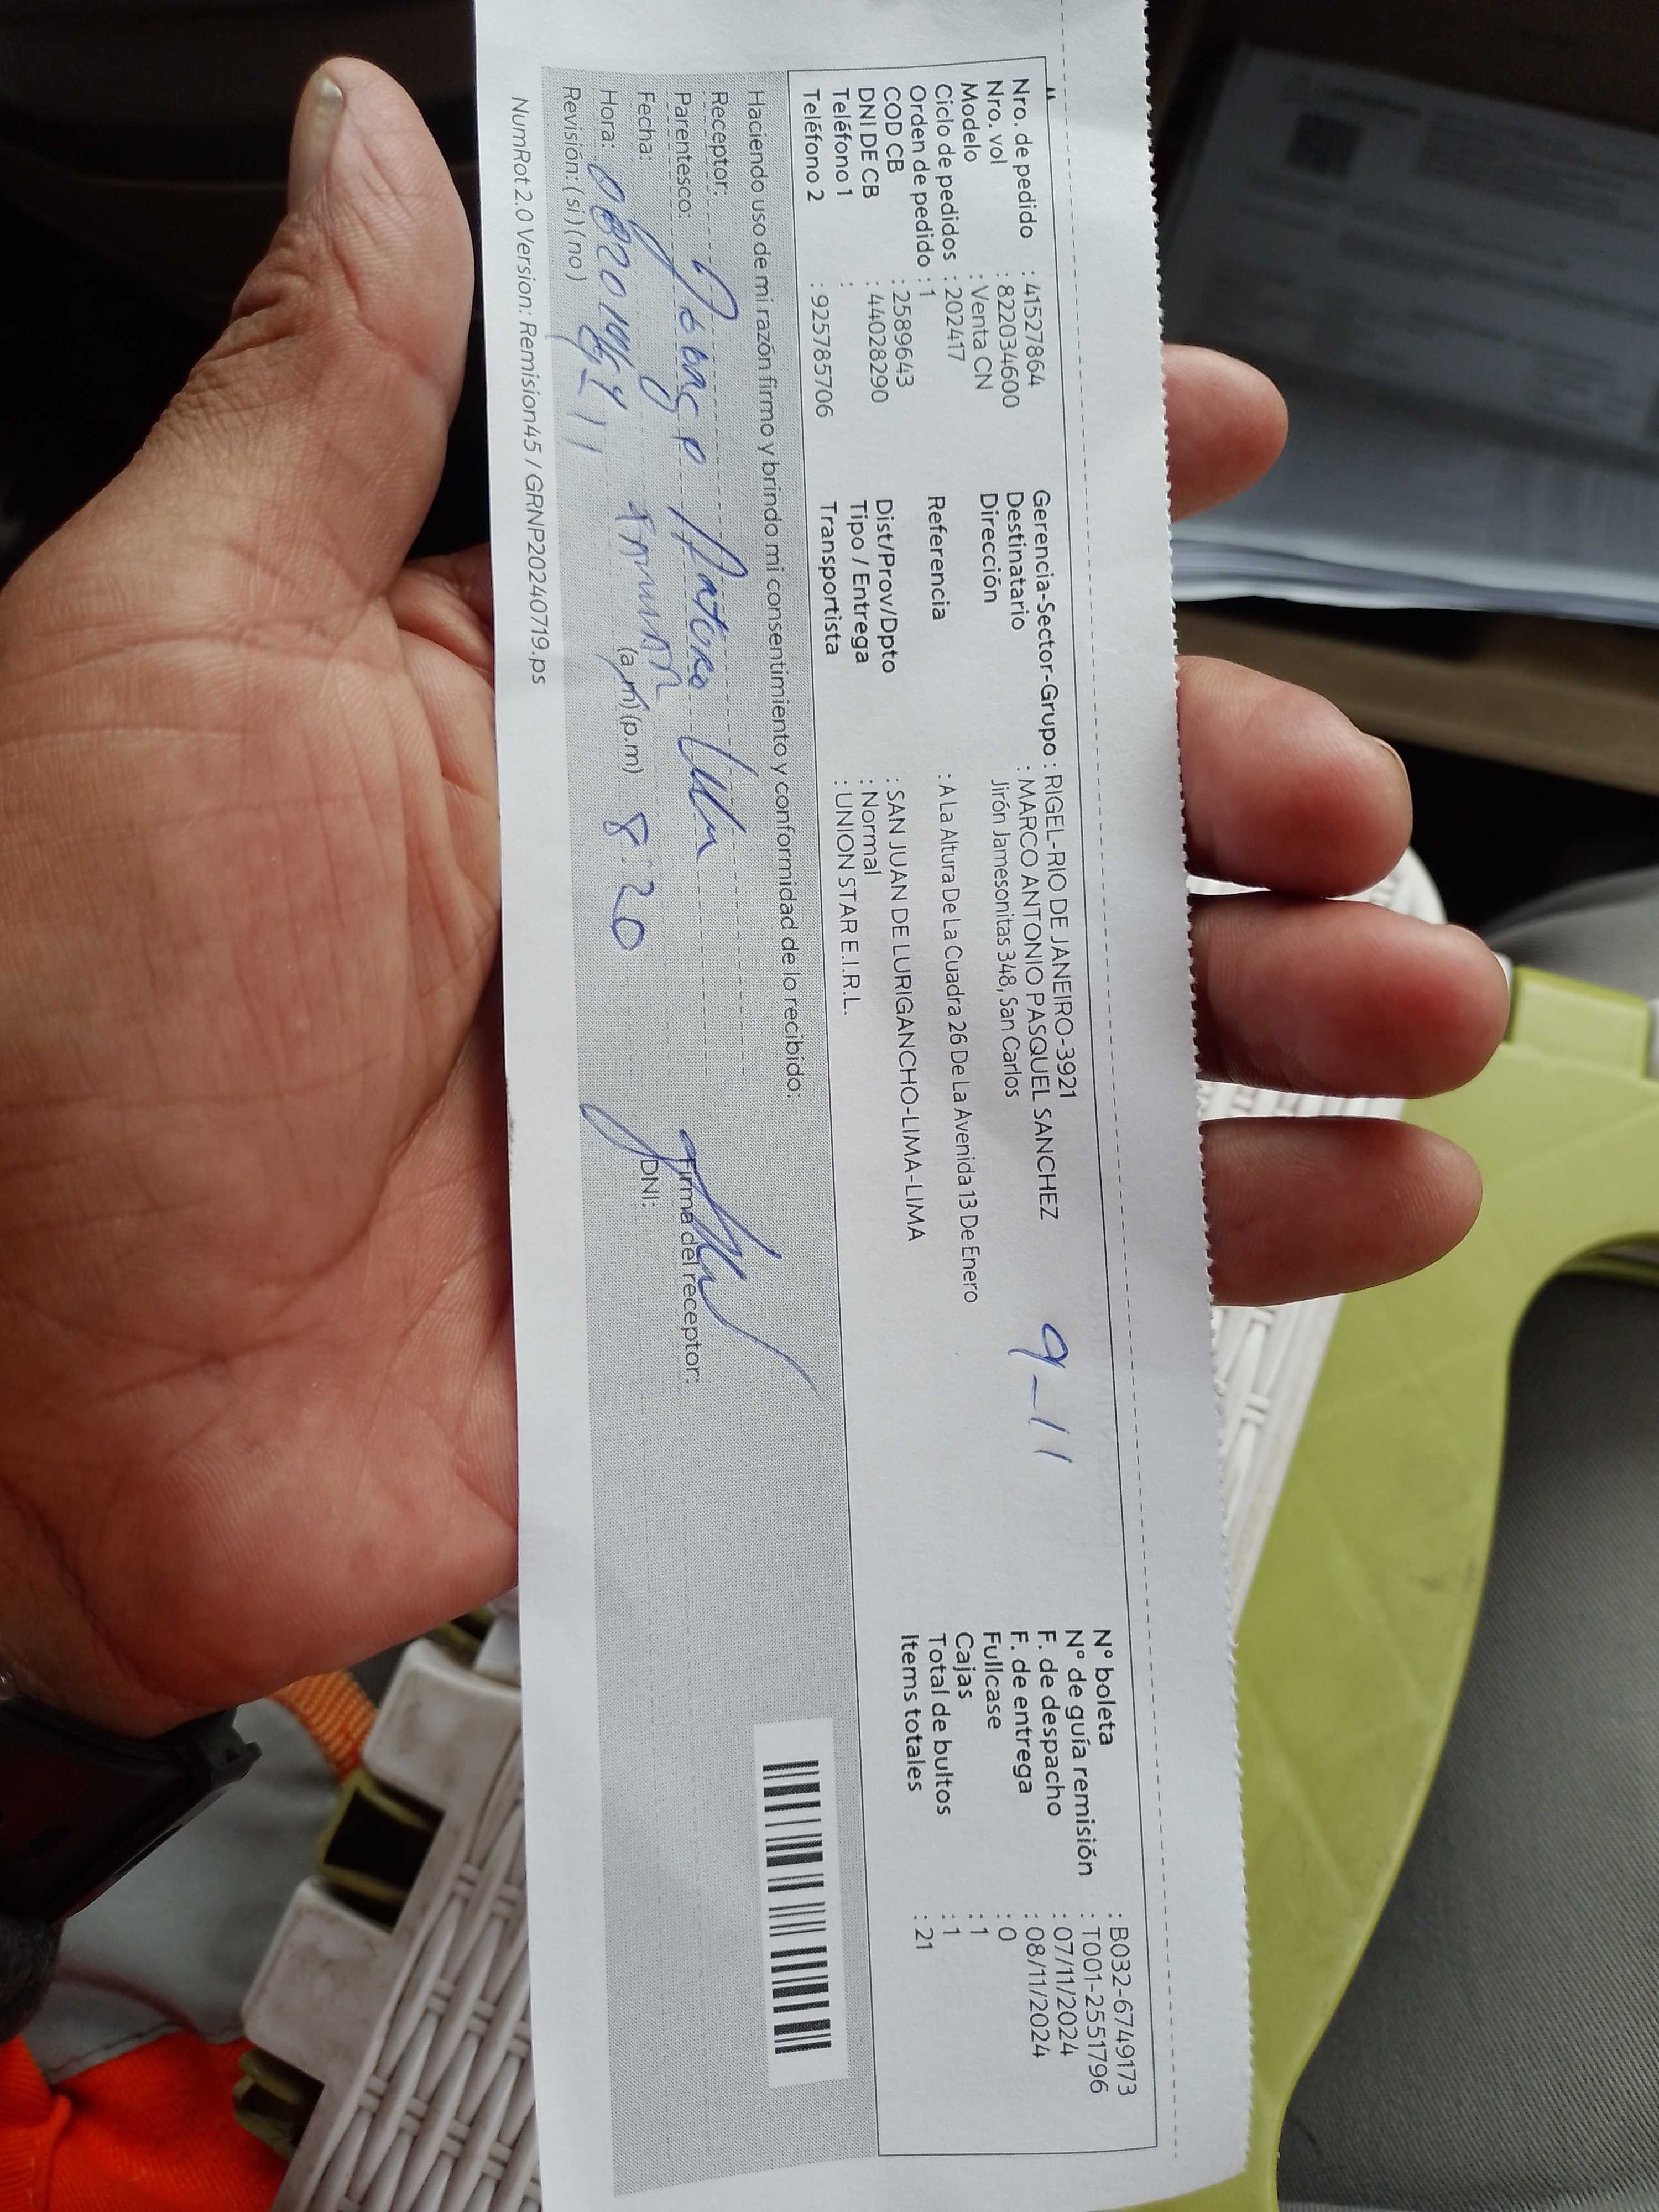 Nro. de pedido : 41527864
Nro. vol : 822034600
Modelo : Venta CN
Ciclo de pedidos : 202417
Orden de pedido : 1
COD CB : 2589643
DNI DE CB : 44028290
Teléfono 1 :
Teléfono 2 : 925785706
Gerencia-Sector-Grupo : RIGEL-RIO DE JANEIRO-3921
Destinatario : MARCO ANTONIO PASQUEL SANCHEZ
Dirección Jirón Jamesonitas 348, San Carlos
Referencia : A La Altura De La Cuadra 26 De La Avenida 13 De Enero
Dist/Prov/Dpto : SAN JUAN DE LURIGANCHO-LIMA-LIMA
Tipo / Entrega : Normal
Transportista : UNION STAR E.I.R.L.
9-11
N° boleta : B032-6749173
N° de guía remisión : T001-2551796
F. de despacho : 07/11/2024
F. de entrega : 08/11/2024
Fullcase : 0
Cajas : 1
Total de bultos : 1
Items totales : 21
Haciendo uso de mi razón firmo y brindo mi consentimiento y conformidad de lo recibido:
Receptor:
Parentesco:
Fecha:
Hora: (a.m) (p.m) 8:20
Revisión: (si) (no)
Firma del receptor:
DNI:
NumRot 2.0 Version: Remision45 / GRNP20240719.ps